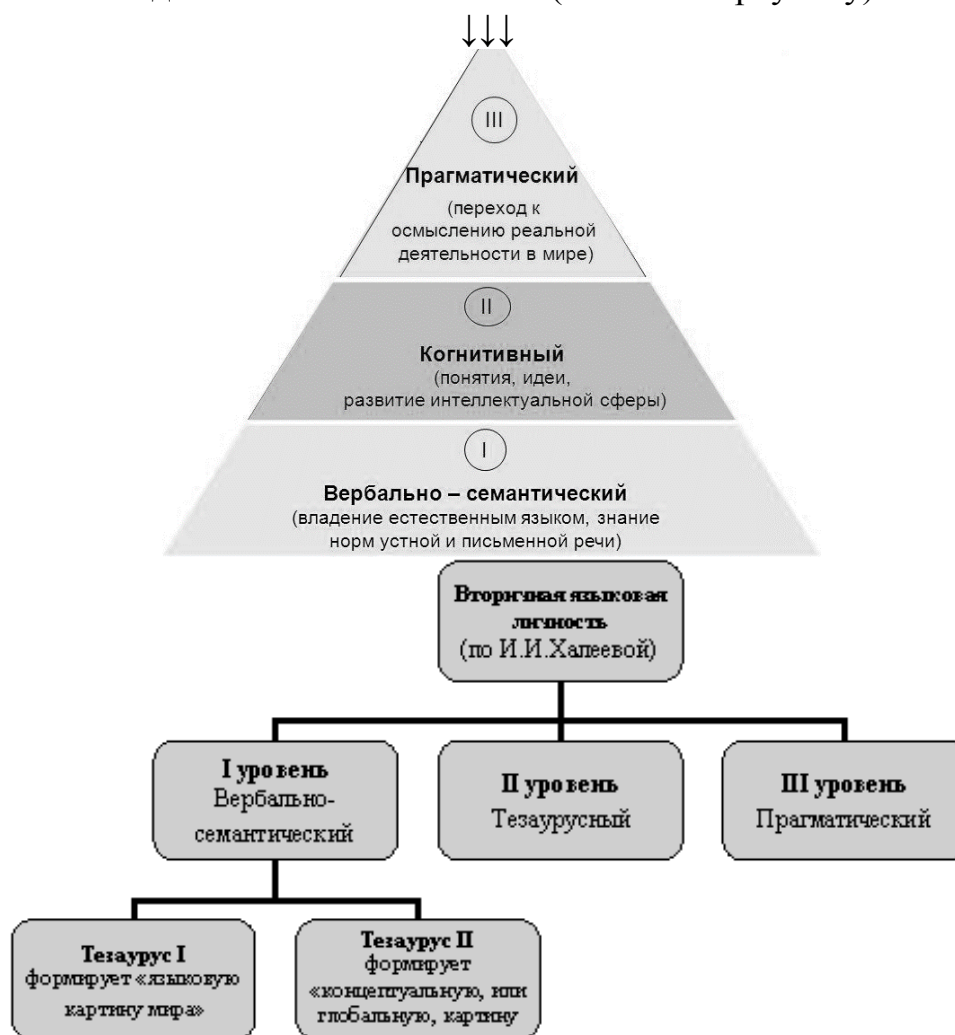 ↓↓↓
III
Прагматический
(переход к
осмыслению реальной
деятельности в мире)
II
Когнитивный
(понятия, идеи,
развитие интеллектуальной сферы)
I
Вербально – семантический
(владение естественным языком, знание
норм устной и письменной речи)
Вторичная языковая
личность
(по И.И.Халеевой)
I уровень
Вербально-
семантический
II уровень
Тезаурусный
III уровень
Прагматический
Тезаурус I
формирует «языковую
картину мира»
Тезаурус II
формирует
«концептуальную, или
глобальную, картину